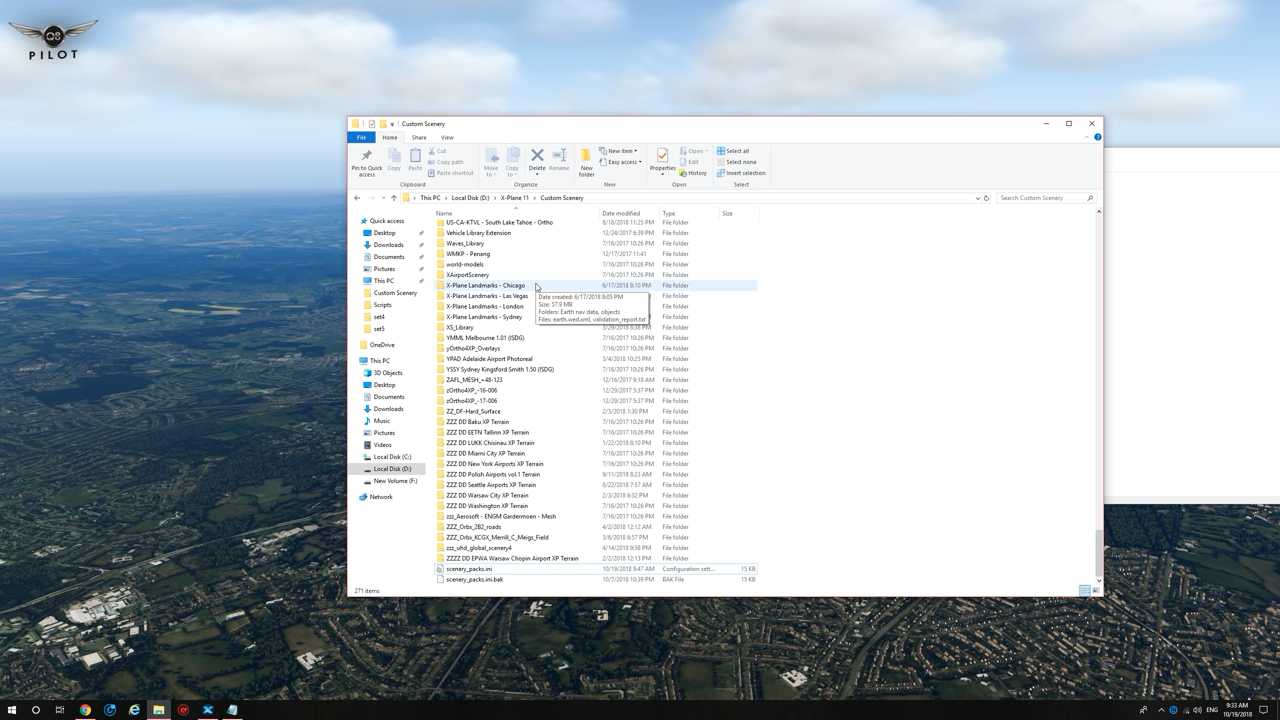 Q8
PILOT
Custom Scenery
File Home Share View
Pin to Quick access
Copy
Paste
Cut
Copy path
Paste shortcut
Clipboard
Move to
Copy to
Delete
Rename
Organize
New folder
New item
Easy access
New
Properties
Open
Edit
History
Open
Select all
Select none
Invert selection
Select
This PC Local Disk (D:) X-Plane 11 Custom Scenery
Search Custom Scenery
Quick access
Desktop
Downloads
Documents
Pictures
This PC
Custom Scenery
Scripts
set4
set5
OneDrive
This PC
3D Objects
Desktop
Documents
Downloads
Music
Pictures
Videos
Local Disk (C:)
Local Disk (D:)
New Volume (F:)
Network
Name Date modified Type Size
US-CA-KTVL - South Lake Tahoe - Ortho 8/18/2018 11:25 PM File folder
Vehicle Library Extension 12/24/2017 6:39 PM File folder
Waves_Library 7/16/2017 10:26 PM File folder
WMKP - Penang 12/17/2017 11:41 File folder
world-models 7/16/2017 10:26 PM File folder
XAirportScenery 7/16/2017 10:26 PM File folder
X-Plane Landmarks - Chicago 6/17/2018 8:10 PM File folder
X-Plane Landmarks - Las Vegas File folder
X-Plane Landmarks - London File folder
X-Plane Landmarks - Sydney File folder
Date created: 6/17/2018 8:05 PM
Size: 57.9 MB
Folders: Earth nav data, objects
Files: earth.wed.xml, validation_report.txt
XS_Library 3/29/2018 8:38 PM File folder
YMML Melbourne 1.01 (ISDG) 7/16/2017 10:26 PM File folder
yOrtho4XP_Overlays 7/16/2017 10:26 PM File folder
YPAD Adelaide Airport Photoreal 3/4/2018 10:25 PM File folder
YSSY Sydney Kingsford Smith 1.50 (ISDG) 7/16/2017 10:26 PM File folder
ZAFL_MESH_+48-123 12/16/2017 9:18 AM File folder
zOrtho4XP_-16-006 12/29/2017 5:37 PM File folder
zOrtho4XP_-17-006 12/29/2017 5:37 PM File folder
ZZ_DF-Hard_Surface 2/3/2018 1:30 PM File folder
ZZZ DD Baku XP Terrain 7/16/2017 10:26 PM File folder
ZZZ DD EETN Tallinn XP Terrain 7/16/2017 10:26 PM File folder
ZZZ DD LUKK Chisinau XP Terrain 1/22/2018 8:10 PM File folder
ZZZ DD Miami City XP Terrain 7/16/2017 10:26 PM File folder
ZZZ DD New York Airports XP Terrain 7/16/2017 10:26 PM File folder
ZZZ DD Polish Airports vol.1 Terrain 9/11/2018 8:23 AM File folder
ZZZ DD Seattle Airports XP Terrain 8/22/2018 7:57 AM File folder
ZZZ DD Warsaw City XP Terrain 2/3/2018 6:32 PM File folder
ZZZ DD Washington XP Terrain 7/16/2017 10:26 PM File folder
zzz_Aerosoft - ENGM Gardermoen - Mesh 7/16/2017 10:26 PM File folder
ZZZ_Orbx_2B2_roads 4/2/2018 12:12 AM File folder
ZZZ_Orbx_KCGX_Merrill_C_Meigs_Field 3/6/2018 6:57 PM File folder
zzz_uhd_global_scenery4 4/14/2018 9:58 PM File folder
ZZZZ DD EPWA Warsaw Chopin Airport XP Terrain 2/2/2018 12:13 PM File folder
scenery_packs.ini 10/19/2018 8:47 AM Configuration sett... 15 KB
scenery_packs.ini.bak 10/7/2018 10:39 PM BAK File 15 KB
271 items
ENG
9:33 AM
10/19/2018